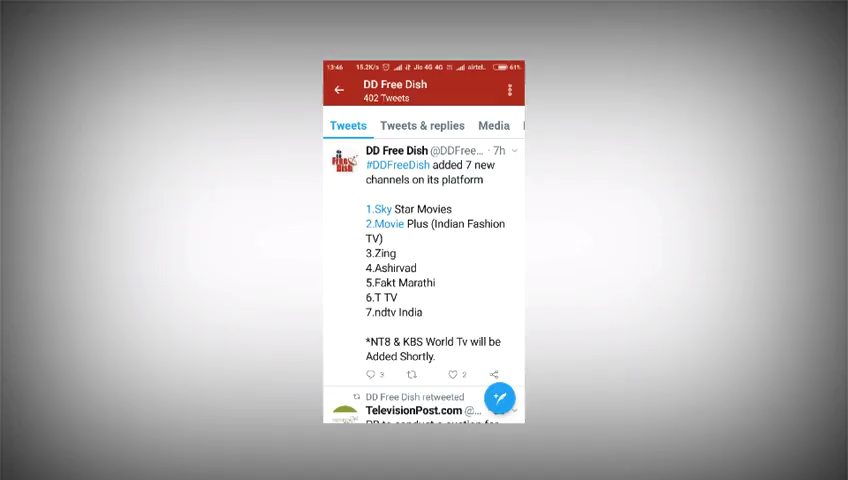 13:46 15.2K/s Jio 4G 4G airtel.. 61%
DD Free Dish
402 Tweets
Tweets Tweets & replies Media
DD Free Dish @DDFree... · 7h
#DDFreeDish added 7 new
channels on its platform
1.Sky Star Movies
2.Movie Plus (Indian Fashion
TV)
3.Zing
4.Ashirvad
5.Fakt Marathi
6.T TV
7.ndtv India
*NT8 & KBS World Tv will be
Added Shortly.
3 2
DD Free Dish retweeted
TelevisionPost.com @...